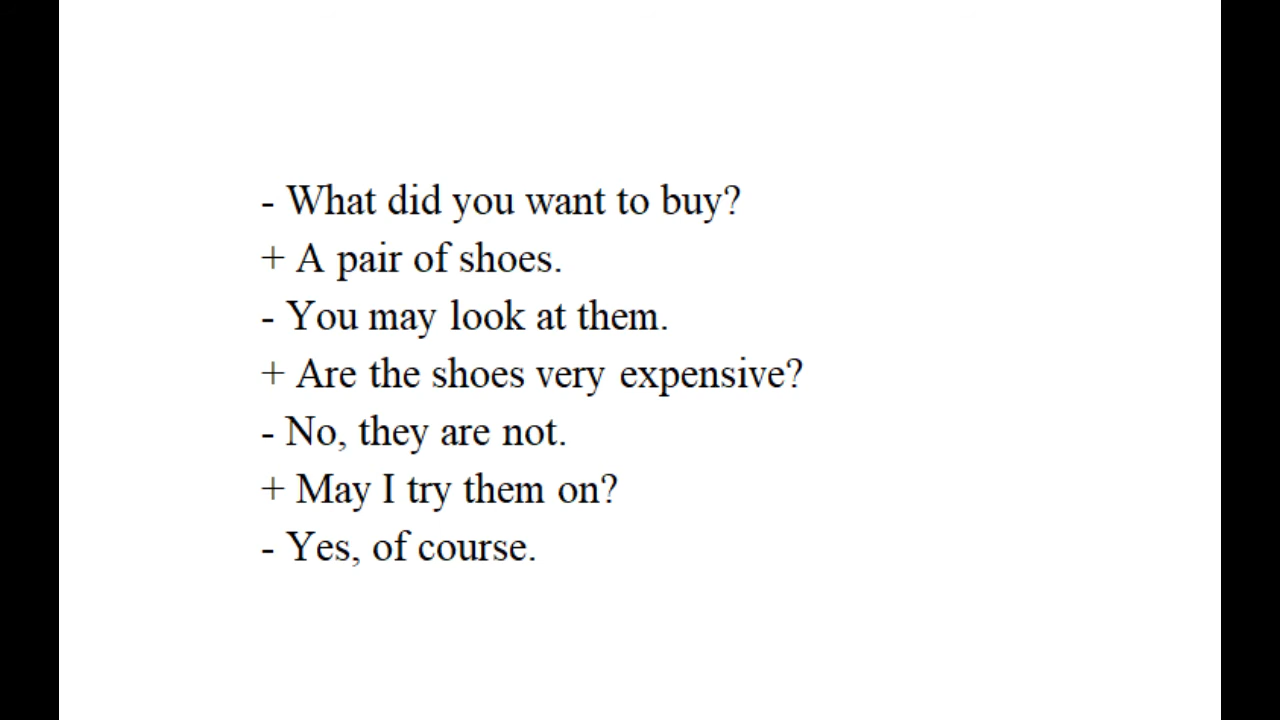 - What did you want to buy?
+ A pair of shoes.
- You may look at them.
+ Are the shoes very expensive?
- No, they are not.
+ May I try them on?
- Yes, of course.